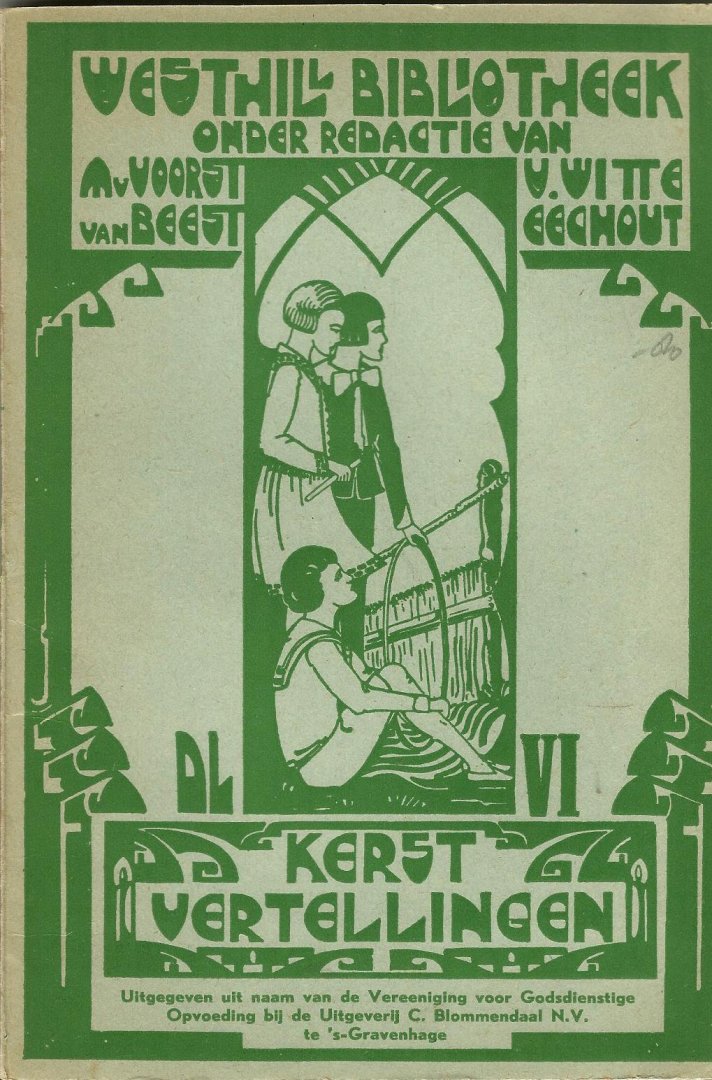 WESTHILL BIBLIOTHEEK
ONDER REDACTIE VAN
M.V.VOORST
VAN BEEST
V.WITTE
EECHOUT
DL
VI
KERST
VERTELLINGEN
Uitgegeven uit naam van de Vereeniging voor Godsdienstige
Opvoeding bij de Uitgeverij C. Blommendaal N.V.
te 's-Gravenhage